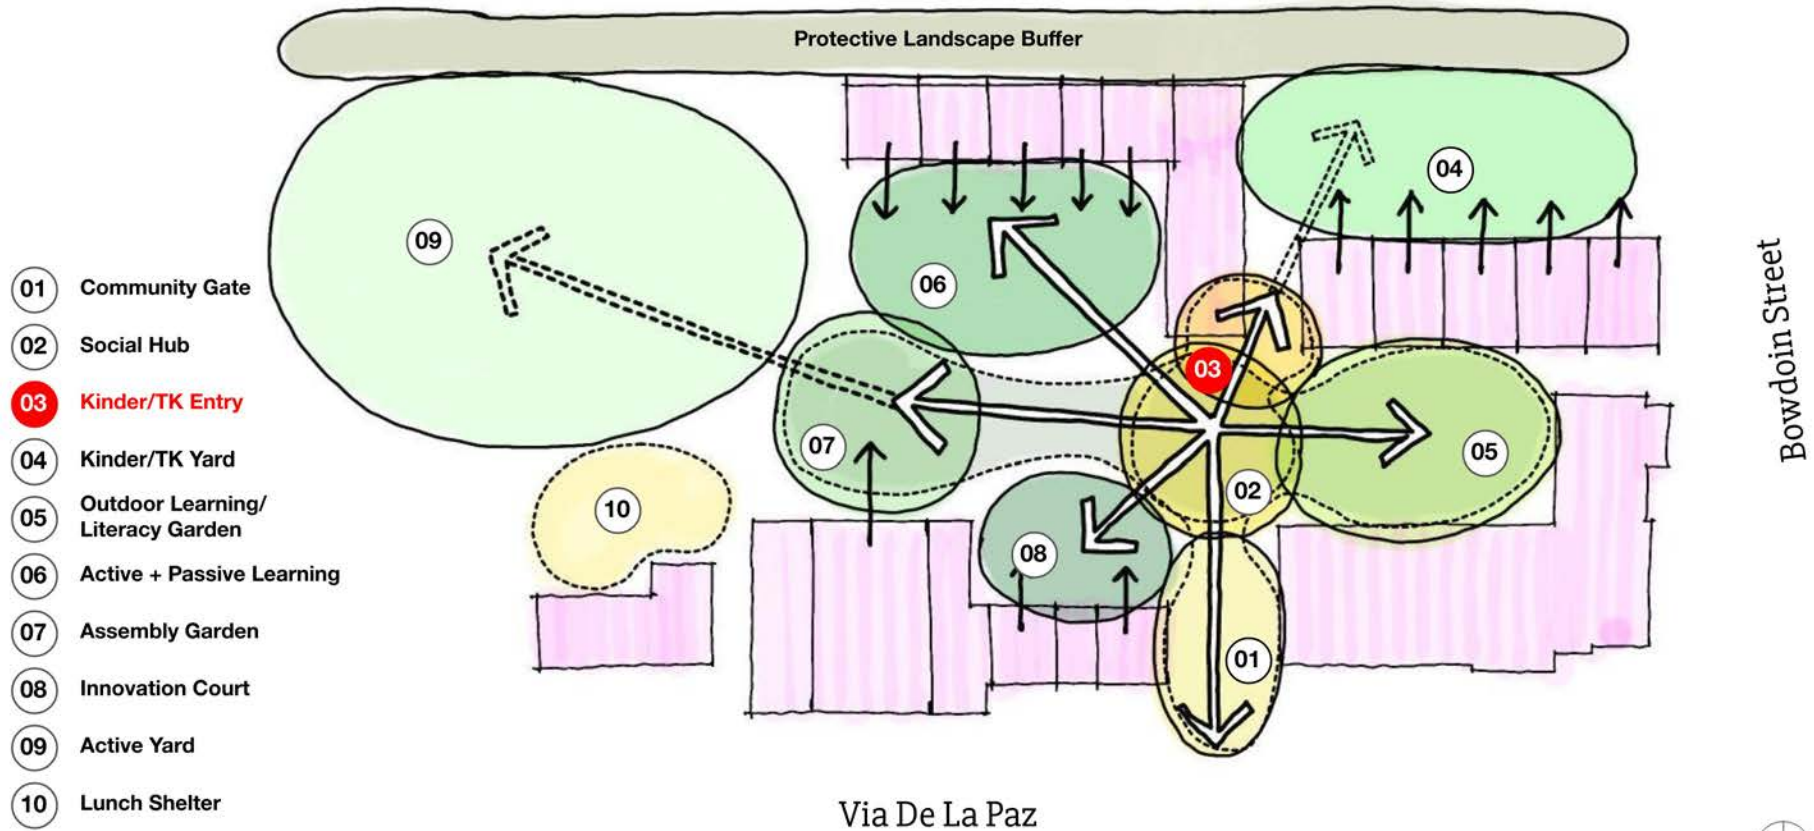 Protective Landscape Buffer
04
09
06
03
07
05
02
10
08
01
01 Community Gate
02 Social Hub
03 Kinder/TK Entry
04 Kinder/TK Yard
05 Outdoor Learning/
Literacy Garden
06 Active + Passive Learning
07 Assembly Garden
08 Innovation Court
09 Active Yard
10 Lunch Shelter
Bowdoin Street
Via De La Paz